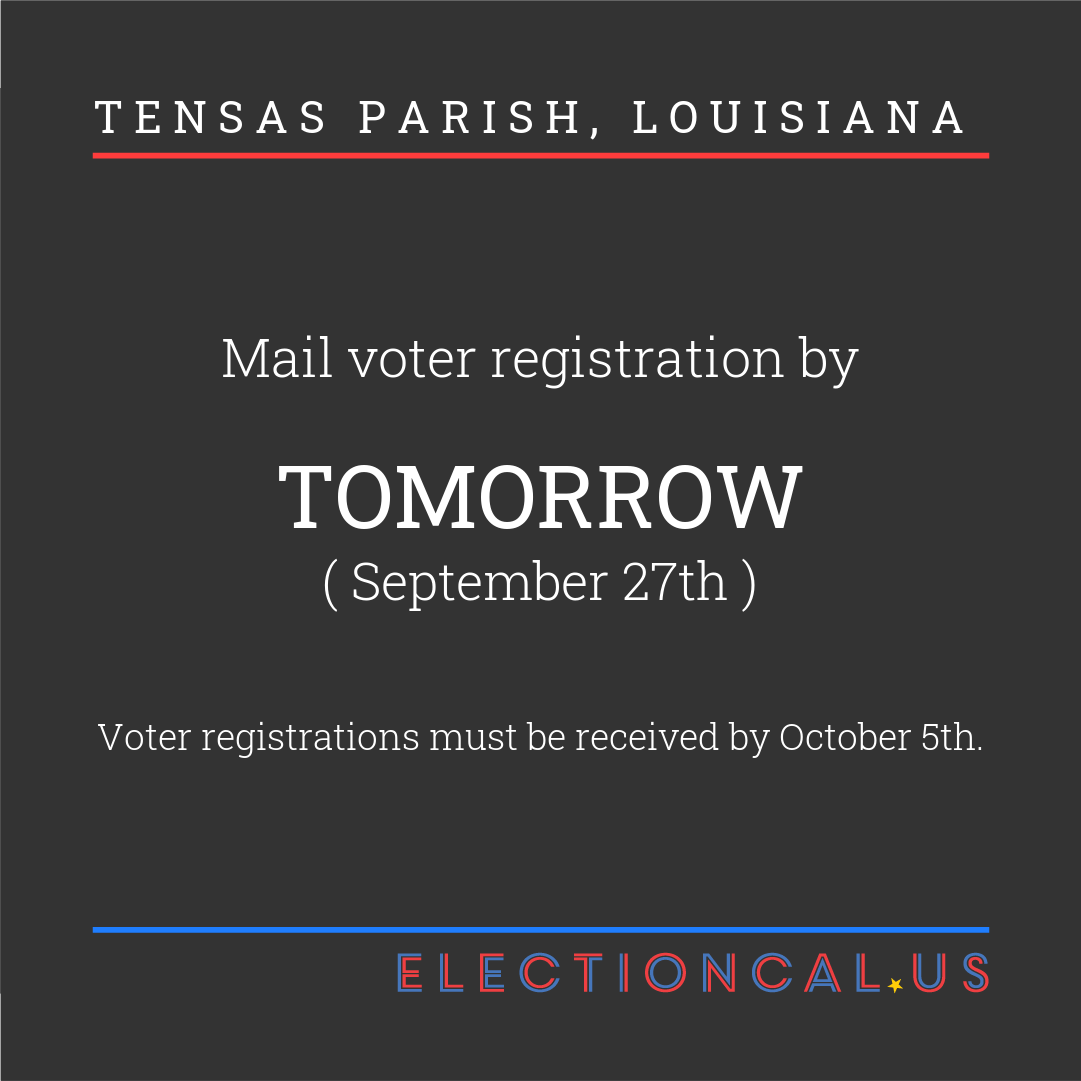 TENSAS PARISH, LOUISIANA
Mail voter registration by
TOMORROW
( September 27th )
Voter registrations must be received by October 5th.
ELECTIONCAL.US